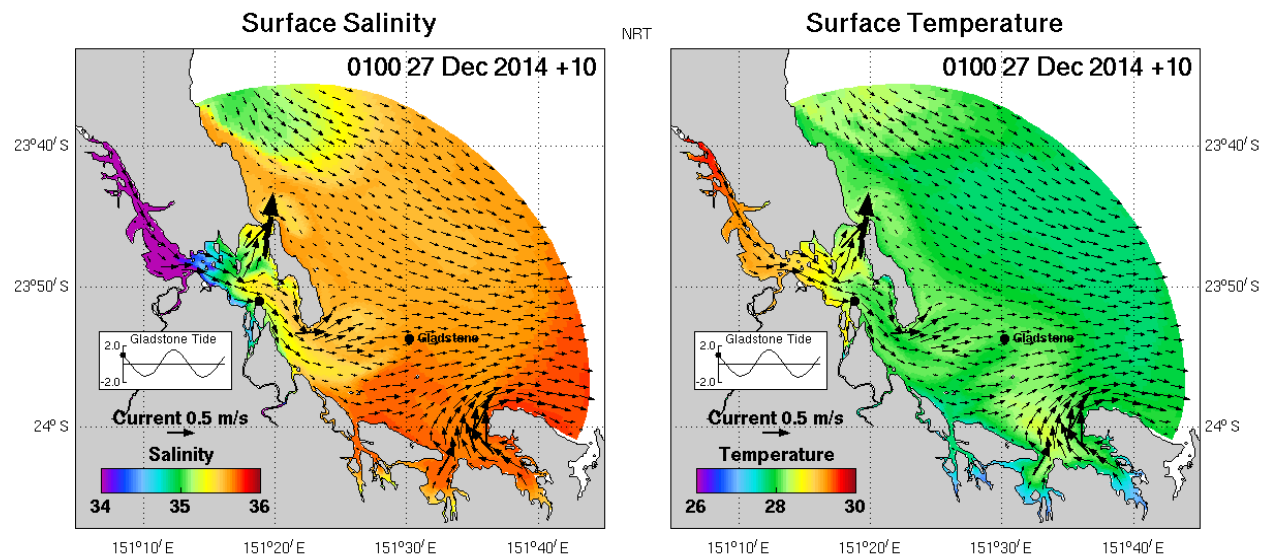 Surface Salinity
NRT
Surface Temperature
0100 27 Dec 2014 +10
0100 27 Dec 2014 +10
23°40′ S
23°40′ S
23°50′ S
23°50′ S
Gladstone
Gladstone
Gladstone Tide
2.0
-2.0
Gladstone Tide
2.0
-2.0
Current 0.5 m/s
Current 0.5 m/s
24° S
24° S
Salinity
34
35
36
Temperature
26
28
30
151°10′ E
151°20′ E
151°30′ E
151°40′ E
151°10′ E
151°20′ E
151°30′ E
151°40′ E